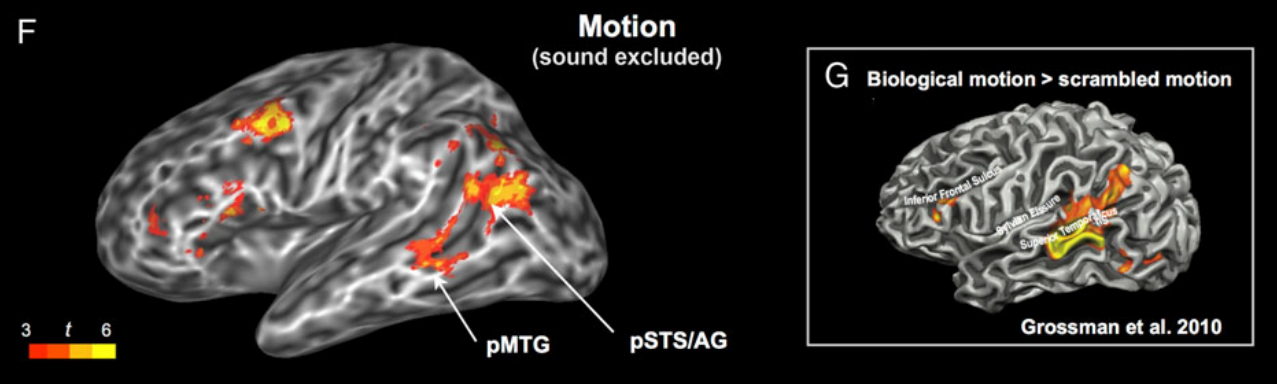 F
Motion
(sound excluded)
pMTG
pSTS/AG
3 t 6
G Biological motion > scrambled motion
Inferior Frontal Sulcus
Sylvian Fissure
Superior Temporal
Grossman et al. 2010